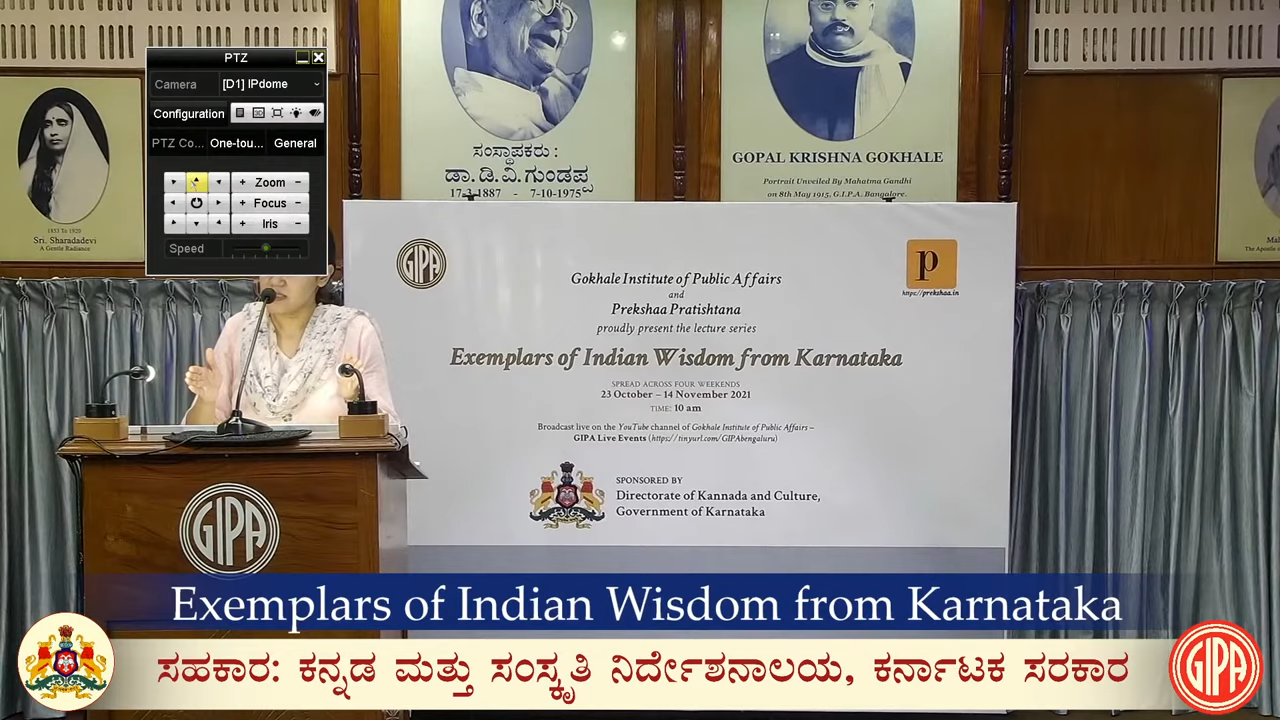 PTZ
Camera [D1] IPdome
Configuration
PTZ Co... One-tou... General
+ Zoom −
+ Focus −
+ Iris −
Speed
ಸಂಸ್ಥಾಪಕರು :
ಡಾ. ಡಿ. ವಿ. ಗುಂಡಪ್ಪ
17-3-1887 - 7-10-1975
GOPAL KRISHNA GOKHALE
Portrait Unveiled By Mahatma Gandhi
on 8th May 1915, G.I.P.A. Bangalore.
1853 To 1920
Sri. Sharadadevi
A Gentle Radiance
The Apostle
GIPA
p
https://prekshaa.in
Gokhale Institute of Public Affairs
and
Prekshaa Pratishtana
proudly present the lecture series
Exemplars of Indian Wisdom from Karnataka
SPREAD ACROSS FOUR WEEKENDS
23 October – 14 November 2021
TIME: 10 am
Broadcast live on the YouTube channel of Gokhale Institute of Public Affairs –
GIPA Live Events (https://tinyurl.com/GIPAbengaluru)
SPONSORED BY
Directorate of Kannada and Culture,
Government of Karnataka
GIPA
Exemplars of Indian Wisdom from Karnataka
ಸಹಕಾರ: ಕನ್ನಡ ಮತ್ತು ಸಂಸ್ಕೃತಿ ನಿರ್ದೇಶನಾಲಯ, ಕರ್ನಾಟಕ ಸರಕಾರ
GIPA